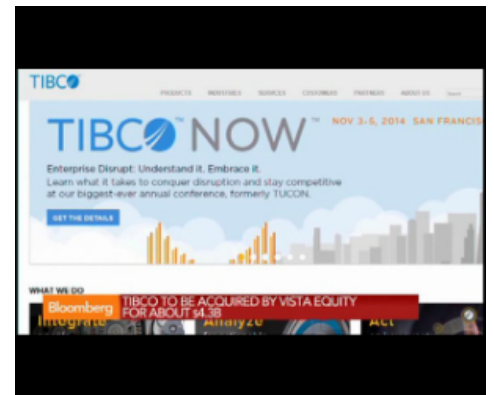 TIBCO
PRODUCTS INDUSTRIES SERVICES CUSTOMERS PARTNERS ABOUT US
TIBCO™ NOW™
NOV 3-5, 2014 SAN FRANCIS
Enterprise Disrupt: Understand it. Embrace it.
Learn what it takes to conquer disruption and stay competitive
at our biggest-ever annual conference, formerly TUCON.
GET THE DETAILS
WHAT WE DO
Bloomberg
TIBCO TO BE ACQUIRED BY VISTA EQUITY
FOR ABOUT $4.3B
Integrate Analyze Act